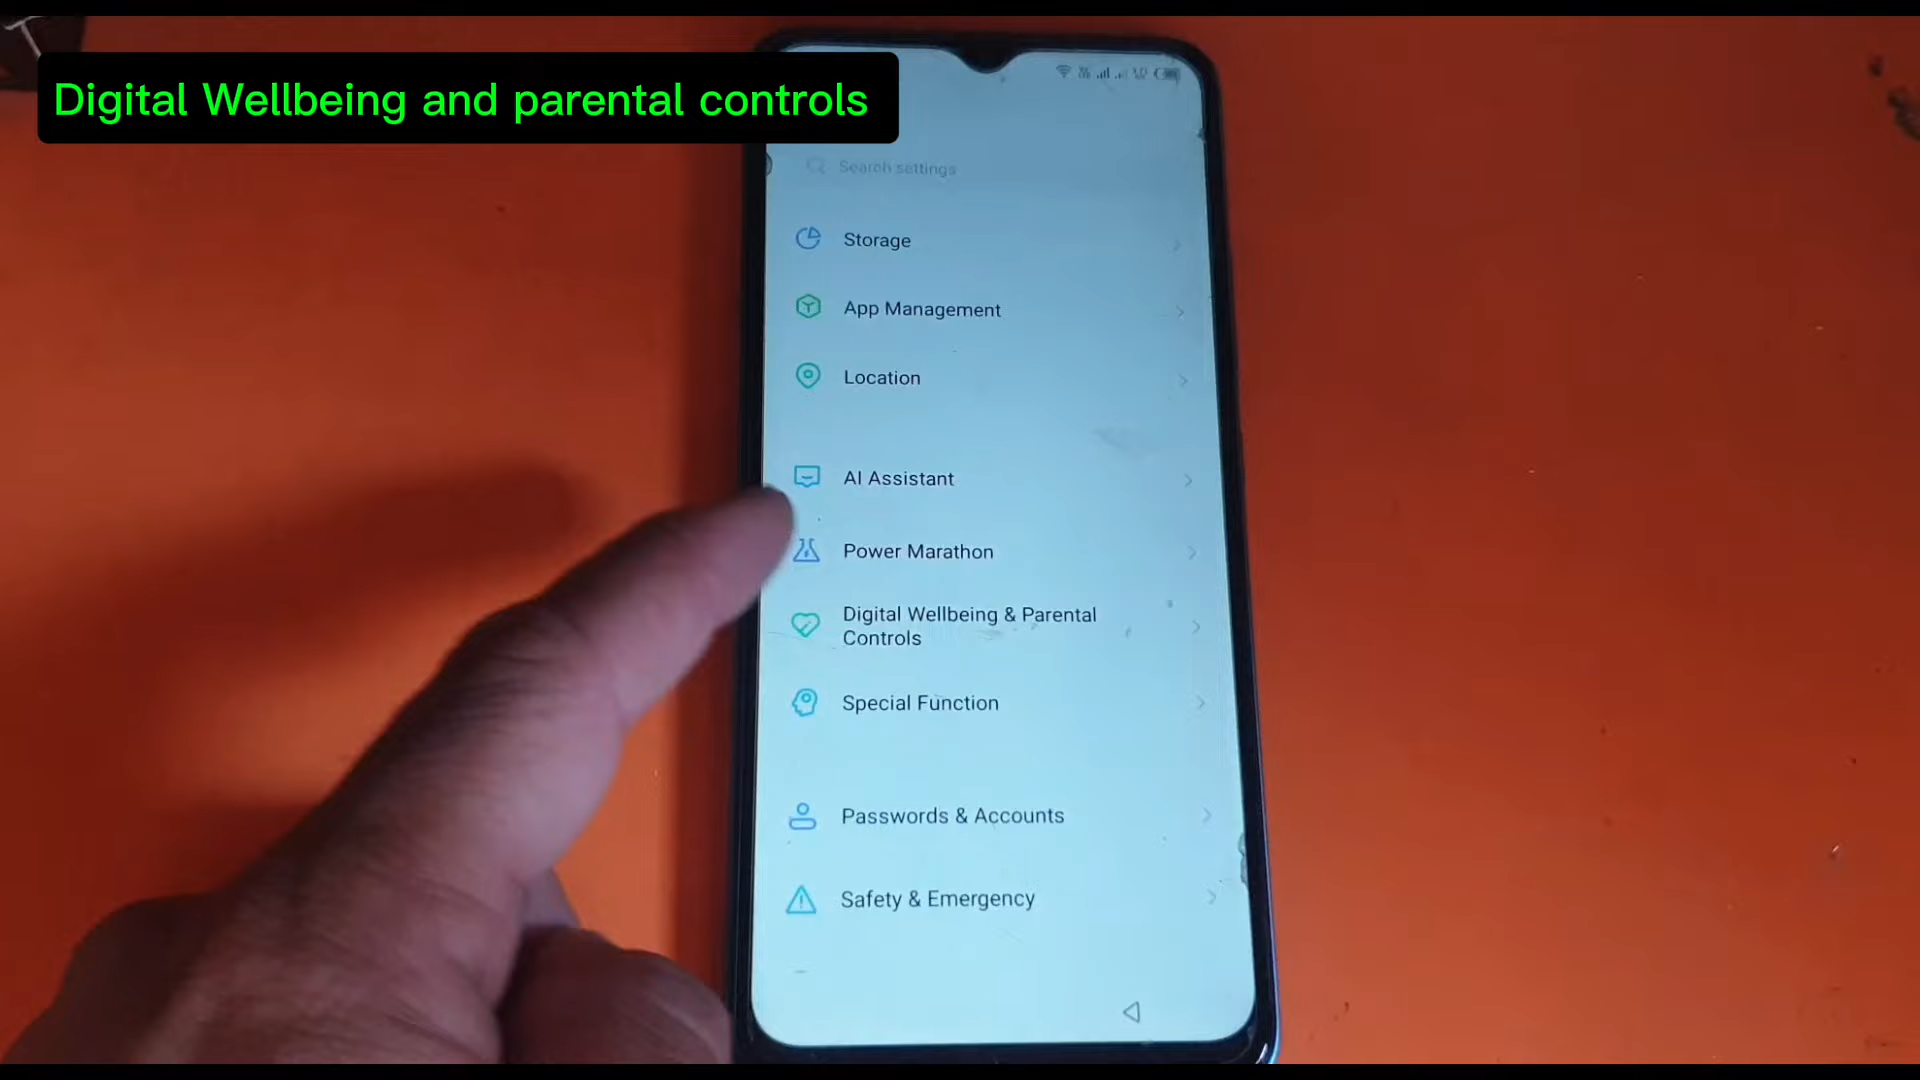 Digital Wellbeing and parental controls
Search settings
Storage
App Management
Location
AI Assistant
Power Marathon
Digital Wellbeing & Parental
Controls
Special Function
Passwords & Accounts
Safety & Emergency